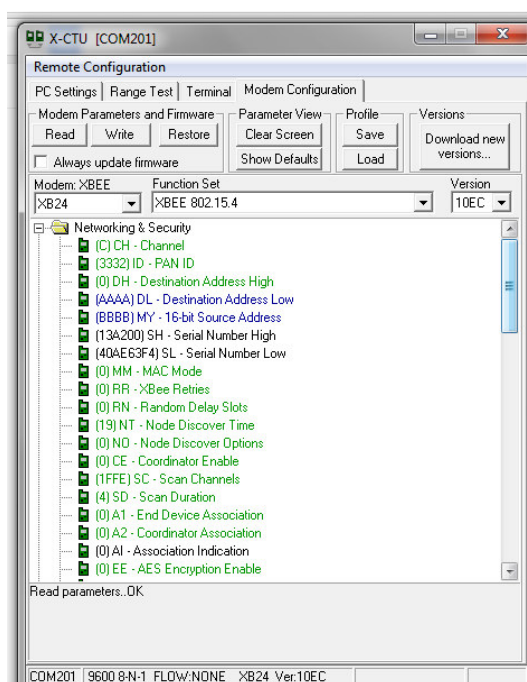 X-CTU [COM201]
Remote Configuration
PC Settings Range Test Terminal Modem Configuration
Modem Parameters and Firmware Parameter View Profile Versions
Read Write Restore Clear Screen Save Download new versions...
Always update firmware Show Defaults Load
Modem: XBEE Function Set Version
XB24 XBEE 802.15.4 10EC
Networking & Security
(C) CH - Channel
(3332) ID - PAN ID
(0) DH - Destination Address High
(AAAA) DL - Destination Address Low
(BBBB) MY - 16-bit Source Address
(13A200) SH - Serial Number High
(40AE63F4) SL - Serial Number Low
(0) MM - MAC Mode
(0) RR - XBee Retries
(0) RN - Random Delay Slots
(19) NT - Node Discover Time
(0) NO - Node Discover Options
(0) CE - Coordinator Enable
(1FFE) SC - Scan Channels
(4) SD - Scan Duration
(0) A1 - End Device Association
(0) A2 - Coordinator Association
(0) AI - Association Indication
(0) EE - AES Encryption Enable
Read parameters..OK
COM201 9600 8-N-1 FLOW:NONE XB24 Ver:10EC